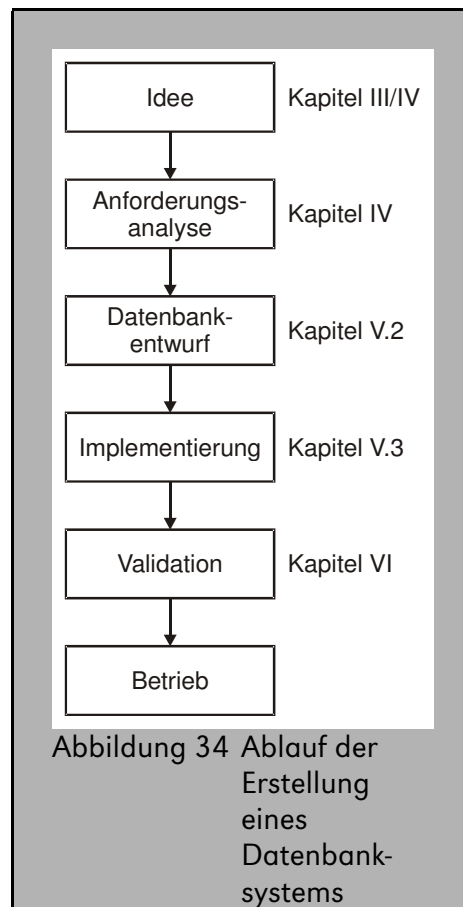 Idee Kapitel III/IV
Anforderungs-
analyse Kapitel IV
Datenbank-
entwurf Kapitel V.2
Implementierung Kapitel V.3
Validation Kapitel VI
Betrieb
Abbildung 34 Ablauf der
Erstellung
eines
Datenbank-
systems